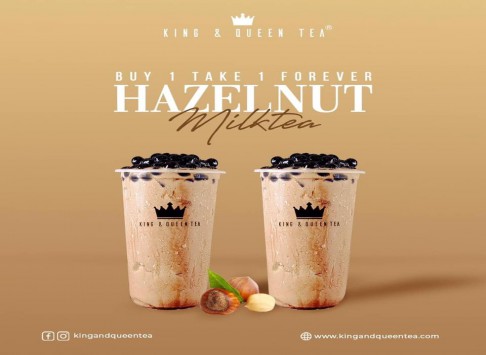 KING & QUEEN TEA
BUY 1 TAKE 1 FOREVER
HAZELNUT
Milktea
KING & QUEEN TEA
KING & QUEEN TEA
kingandqueentea
www.kingandqueentea.com